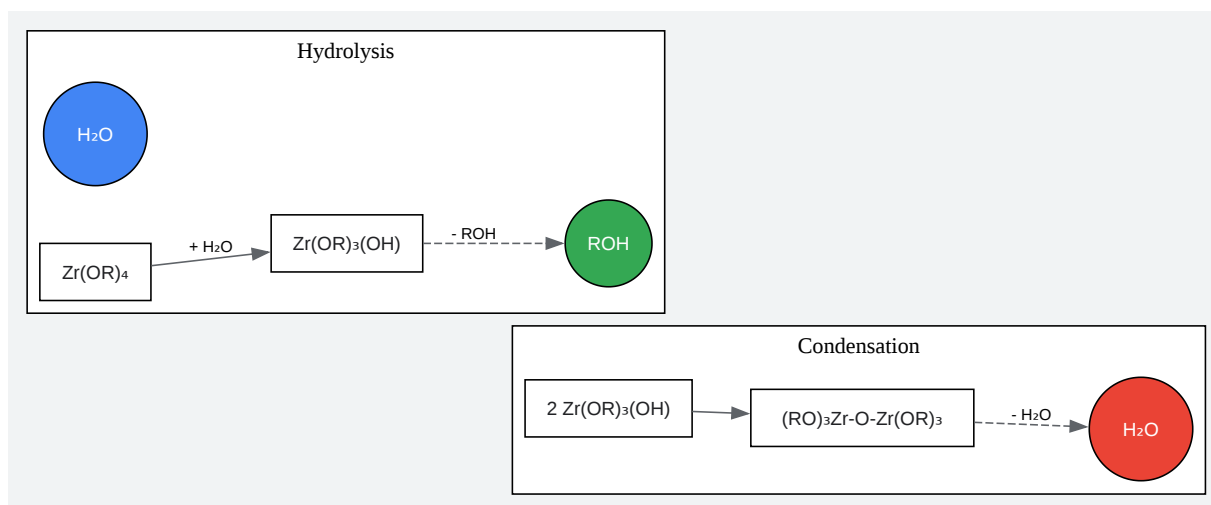 Hydrolysis
H₂O
Zr(OR)₄
+ H₂O
Zr(OR)₃(OH)
- ROH
ROH
Condensation
2 Zr(OR)₃(OH)
(RO)₃Zr-O-Zr(OR)₃
- H₂O
H₂O